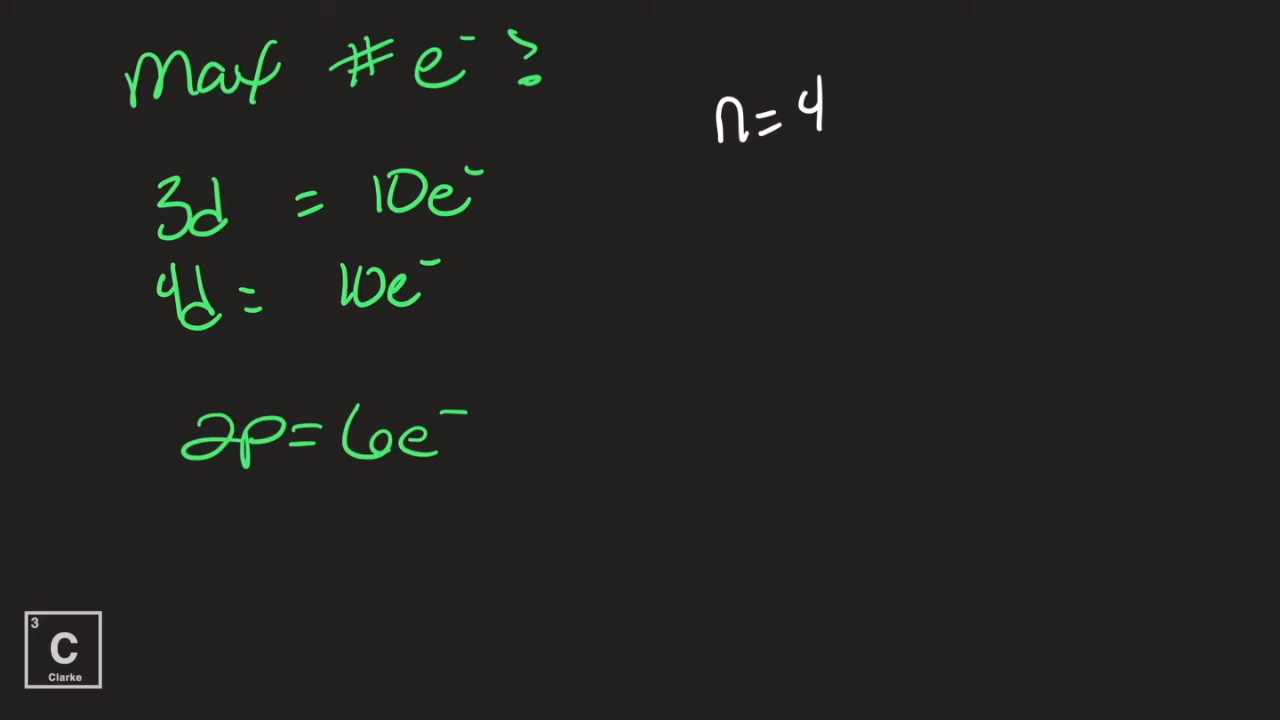 Max # e⁻ ?
n=4
3d = 10e⁻
4d = 10e⁻
2p=6e⁻
3
C
Clarke